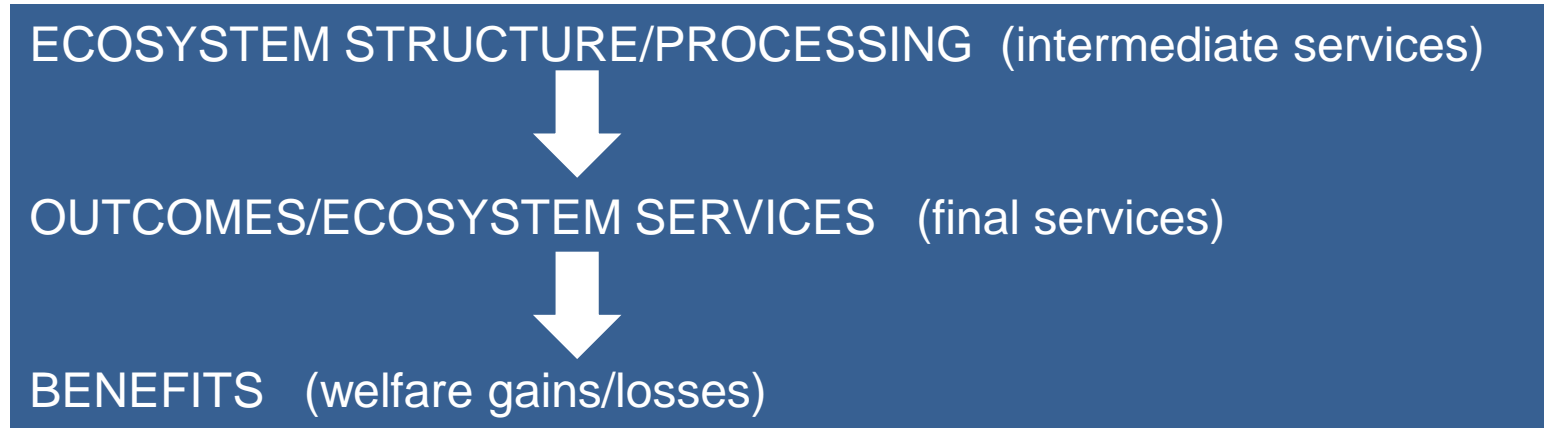 ECOSYSTEM STRUCTURE/PROCESSING (intermediate services)
OUTCOMES/ECOSYSTEM SERVICES (final services)
BENEFITS (welfare gains/losses)